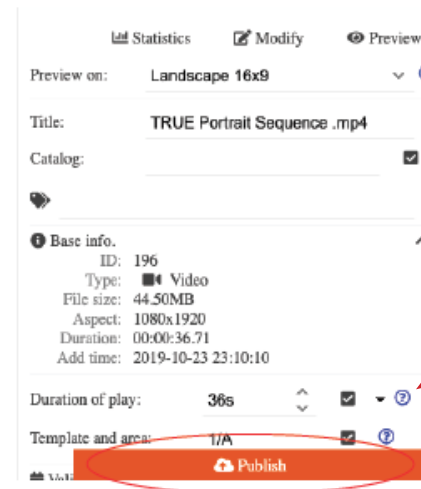 Statistics Modify Preview
Preview on: Landscape 16x9
Title: TRUE Portrait Sequence .mp4
Catalog:
Base info.
ID: 196
Type: Video
File size: 44.50MB
Aspect: 1080x1920
Duration: 00:00:36.71
Add time: 2019-10-23 23:10:10
Duration of play: 36s
Template and area: 1/A
Publish